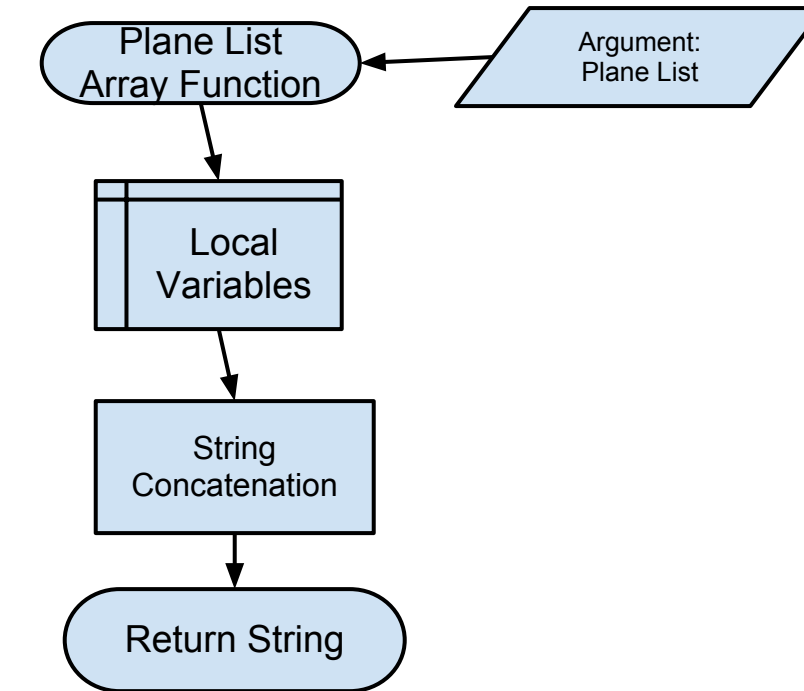 Plane List
Array Function
Argument:
Plane List
Local
Variables
String
Concatenation
Return String